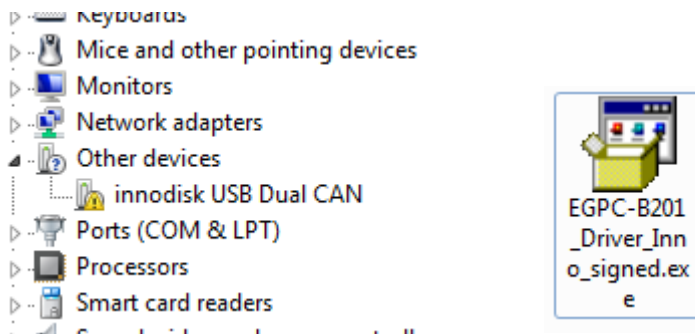 Keyboards
Mice and other pointing devices
Monitors
Network adapters
Other devices
innodisk USB Dual CAN
Ports (COM & LPT)
Processors
Smart card readers
EGPC-B201
_Driver_Inn
o_signed.ex
e